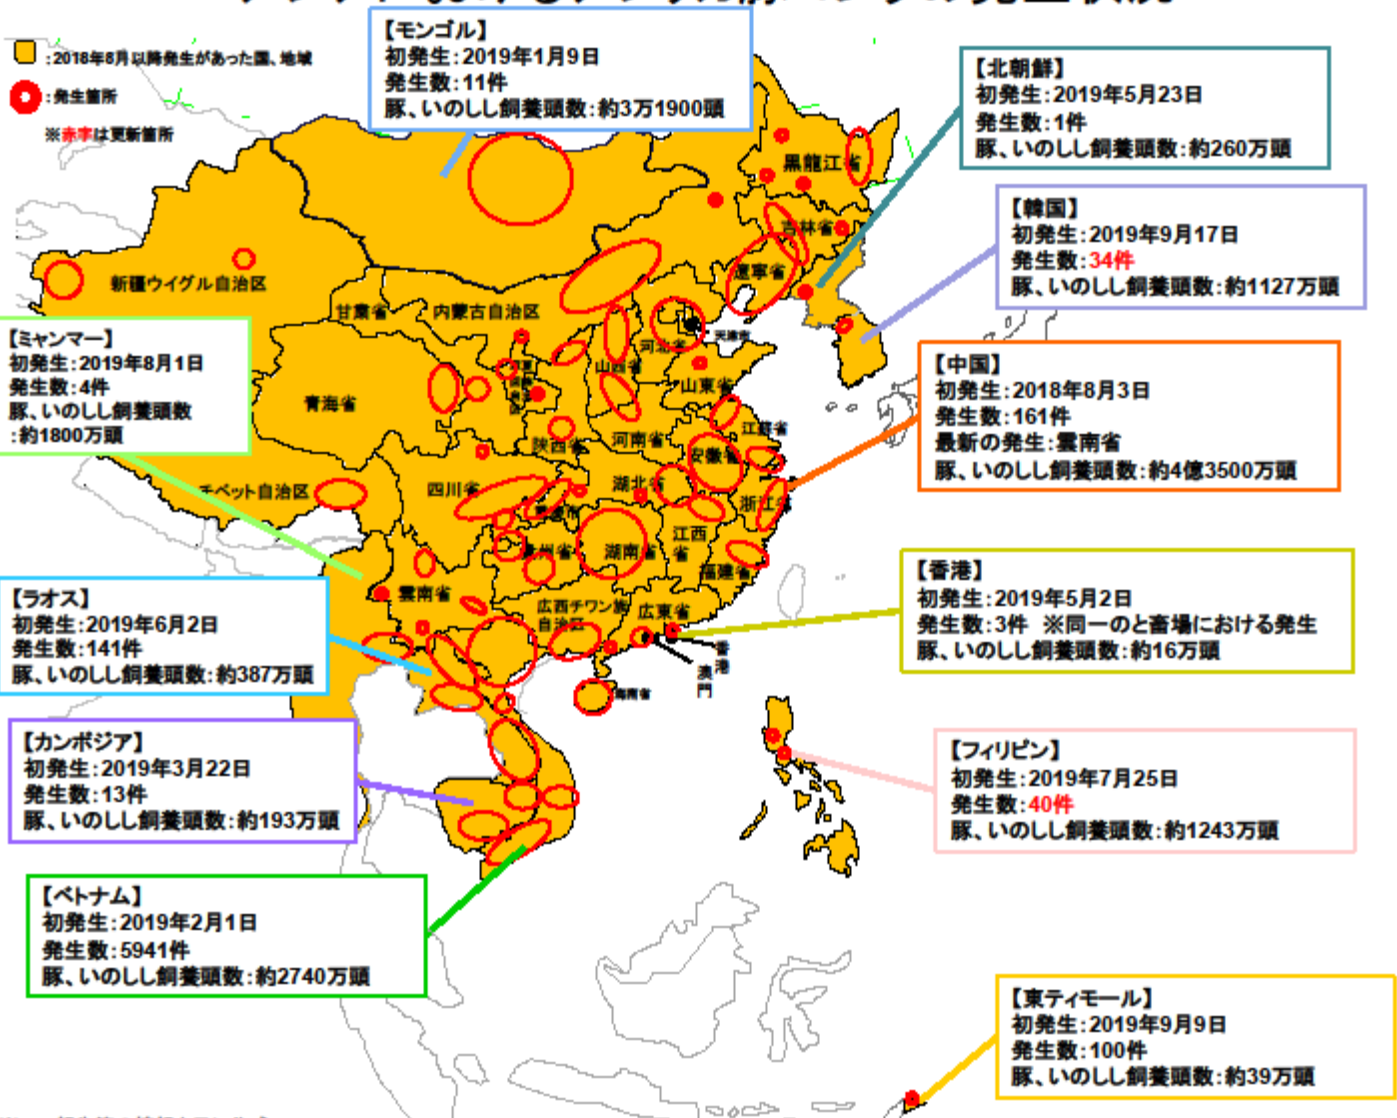 :2018年8月以降発生があった国、地域
:発生箇所
※赤字は更新箇所
【モンゴル】
初発生:2019年1月9日
発生数:11件
豚、いのしし飼養頭数:約3万1900頭
【北朝鮮】
初発生:2019年5月23日
発生数:1件
豚、いのしし飼養頭数:約260万頭
【韓国】
初発生:2019年9月17日
発生数:34件
豚、いのしし飼養頭数:約1127万頭
【ミャンマー】
初発生:2019年8月1日
発生数:4件
豚、いのしし飼養頭数
:約1800万頭
【中国】
初発生:2018年8月3日
発生数:161件
最新の発生:雲南省
豚、いのしし飼養頭数:約4億3500万頭
【ラオス】
初発生:2019年6月2日
発生数:141件
豚、いのしし飼養頭数:約387万頭
【香港】
初発生:2019年5月2日
発生数:3件 ※同一のと畜場における発生
豚、いのしし飼養頭数:約16万頭
【カンボジア】
初発生:2019年3月22日
発生数:13件
豚、いのしし飼養頭数:約193万頭
【フィリピン】
初発生:2019年7月25日
発生数:40件
豚、いのしし飼養頭数:約1243万頭
【ベトナム】
初発生:2019年2月1日
発生数:5941件
豚、いのしし飼養頭数:約2740万頭
【東ティモール】
初発生:2019年9月9日
発生数:100件
豚、いのしし飼養頭数:約39万頭
黒龍江省
吉林省
遼寧省
新疆ウイグル自治区
甘粛省
内蒙古自治区
天津市
河北省
山西省
山東省
青海省
陝西省
河南省
江蘇省
安徽省
チベット自治区
四川省
重慶市
湖北省
浙江省
貴州省
湖南省
江西
省
福建省
雲南省
広西チワン族
自治区
広東省
香
港
澳
門
海南省